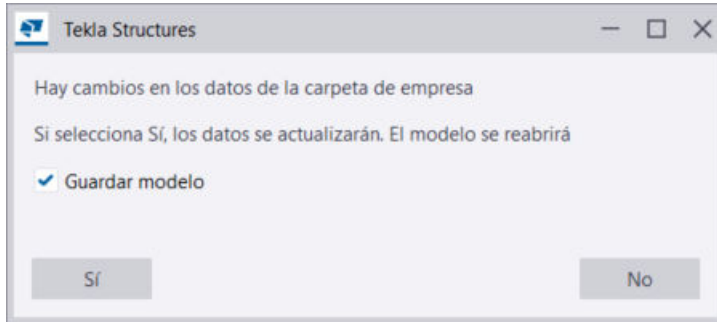 Tekla Structures
Hay cambios en los datos de la carpeta de empresa
Si selecciona Sí, los datos se actualizarán. El modelo se reabrirá
Guardar modelo
Sí
No